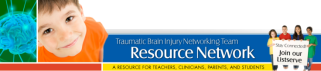 Traumatic Brain Injury Networking Team
Resource Network
A RESOURCE FOR TEACHERS, CLINICIANS, PARENTS, AND STUDENTS
Stay Connected!
Join our
Listserve